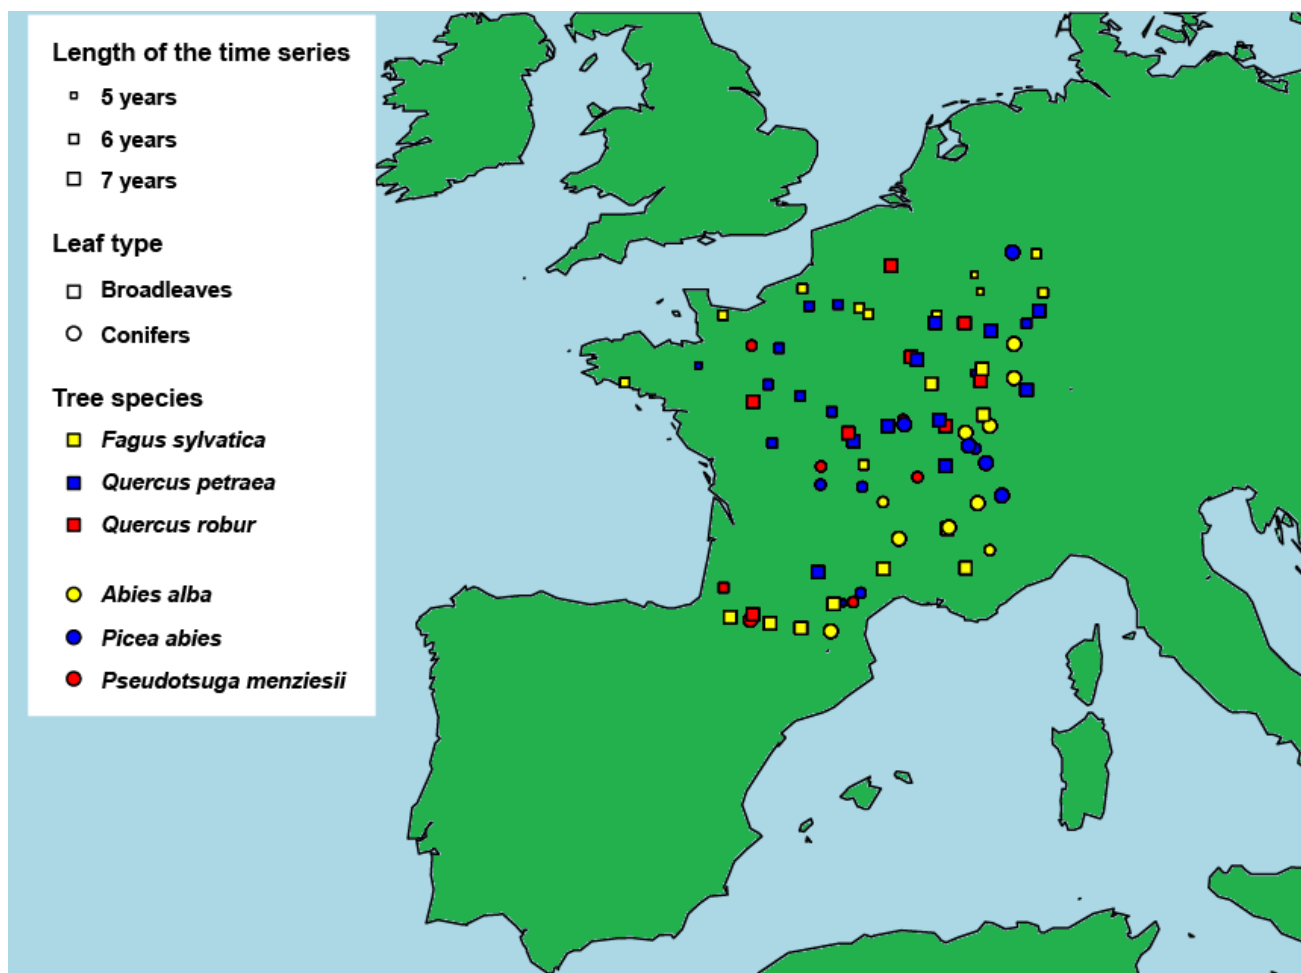 Length of the time series
5 years
6 years
7 years
Leaf type
Broadleaves
Conifers
Tree species
Fagus sylvatica
Quercus petraea
Quercus robur
Abies alba
Picea abies
Pseudotsuga menziesii